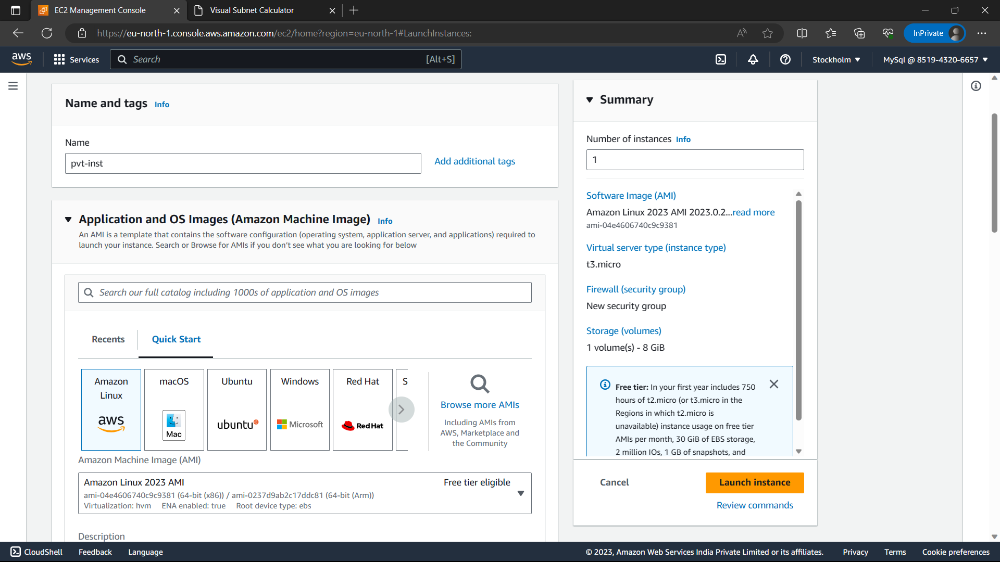 EC2 Management Console
Visual Subnet Calculator
https://eu-north-1.console.aws.amazon.com/ec2/home?region=eu-north-1#LaunchInstances:
InPrivate
aws
Services
Search
[Alt+S]
Stockholm
MySql @ 8519-4320-6657
Name and tags Info
Name
pvt-inst
Add additional tags
Application and OS Images (Amazon Machine Image) Info
An AMI is a template that contains the software configuration (operating system, application server, and applications) required to
launch your instance. Search or Browse for AMIs if you don't see what you are looking for below
Search our full catalog including 1000s of application and OS images
Recents
Quick Start
Amazon
Linux
aws
macOS
Mac
Ubuntu
ubuntu
Windows
Microsoft
Red Hat
Red Hat
S
Browse more AMIs
Including AMIs from
AWS, Marketplace and
the Community
Amazon Machine Image (AMI)
Amazon Linux 2023 AMI
Free tier eligible
ami-04e4606740c9c9381 (64-bit (x86)) / ami-0237d9ab2c17ddc81 (64-bit (Arm))
Virtualization: hvm ENA enabled: true Root device type: ebs
Description
Summary
Number of instances Info
1
Software Image (AMI)
Amazon Linux 2023 AMI 2023.0.2...read more
ami-04e4606740c9c9381
Virtual server type (instance type)
t3.micro
Firewall (security group)
New security group
Storage (volumes)
1 volume(s) - 8 GiB
Free tier: In your first year includes 750
hours of t2.micro (or t3.micro in the
Regions in which t2.micro is
unavailable) instance usage on free tier
AMIs per month, 30 GiB of EBS storage,
2 million IOs, 1 GB of snapshots, and
Cancel
Launch instance
Review commands
CloudShell
Feedback
Language
© 2023, Amazon Web Services India Private Limited or its affiliates.
Privacy
Terms
Cookie preferences